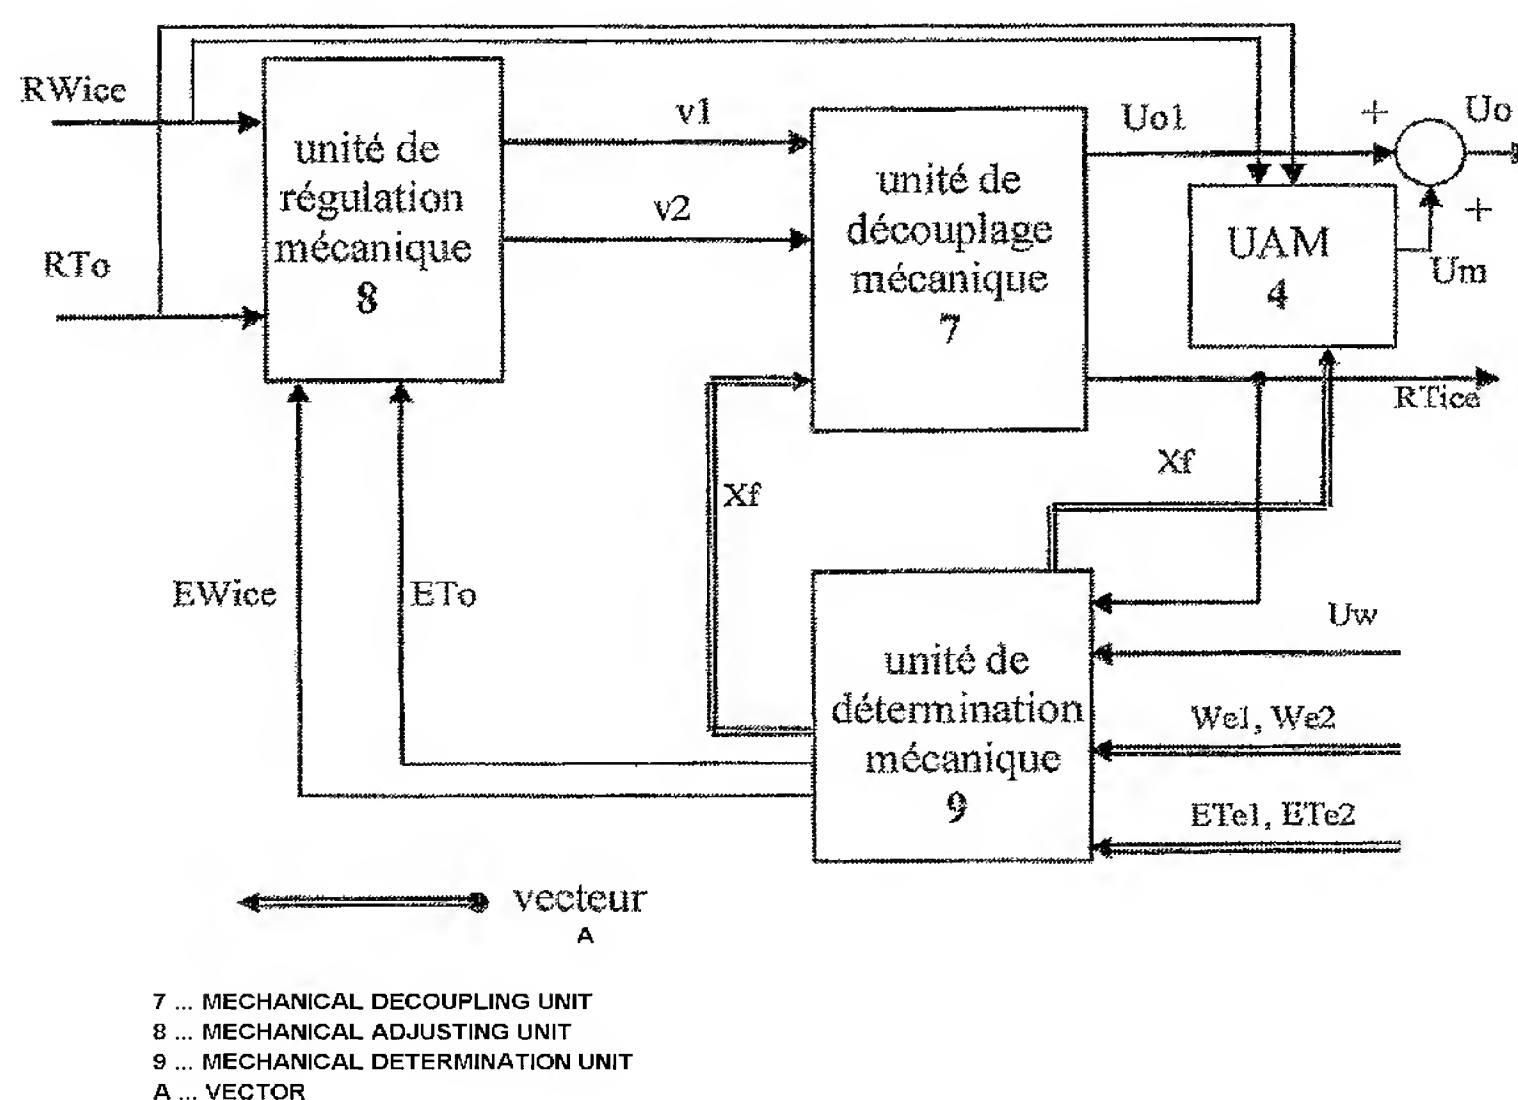 RWice
RTo
unité de
régulation
mécanique
8
v1
v2
unité de
découplage
mécanique
7
Uo1
+
Uo
+
UAM
4
Um
RTice
Xf
Xf
EWice
ETo
unité de
détermination
mécanique
9
Uw
We1, We2
ETe1, ETe2
vecteur
A
7 ... MECHANICAL DECOUPLING UNIT
8 ... MECHANICAL ADJUSTING UNIT
9 ... MECHANICAL DETERMINATION UNIT
A ... VECTOR